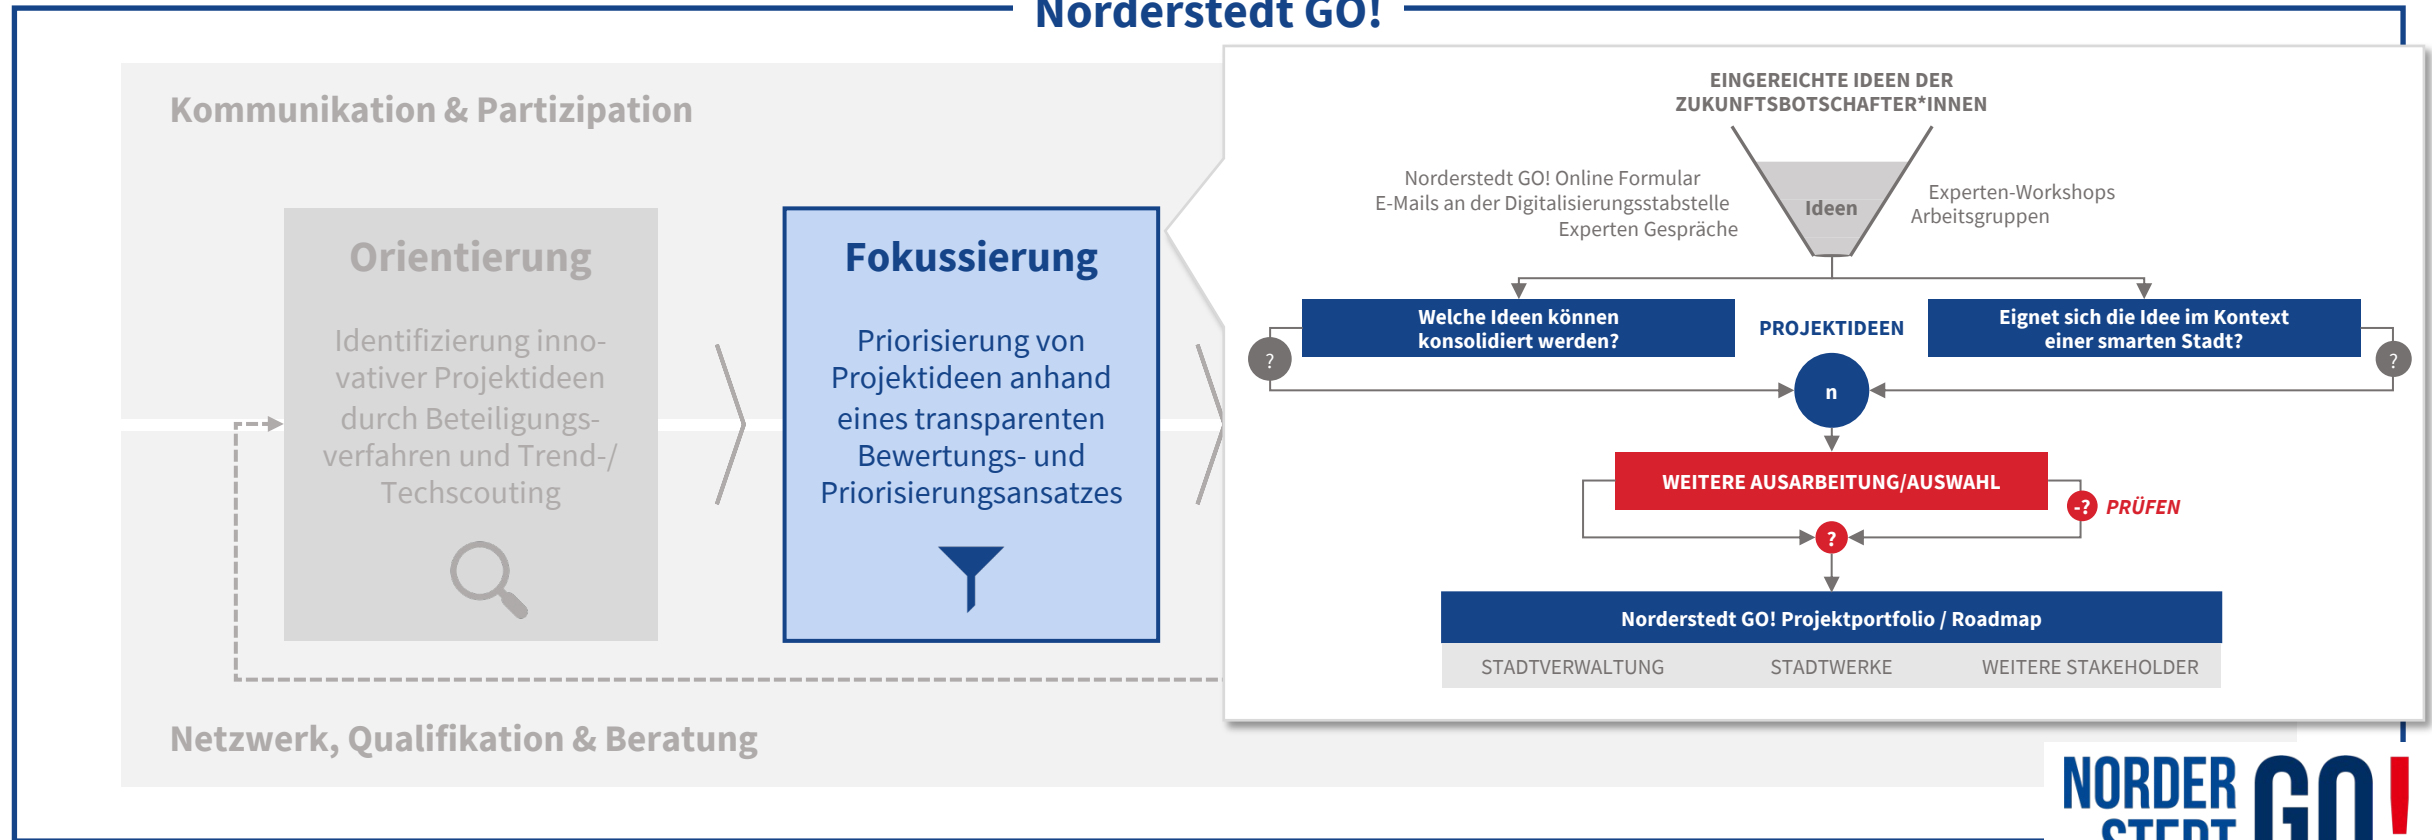 Norderstedt GO!
Kommunikation & Partizipation
Orientierung
Identifizierung inno-
vativer Projektideen
durch Beteiligungs-
verfahren und Trend-/
Techscouting
Fokussierung
Priorisierung von
Projektideen anhand
eines transparenten
Bewertungs- und
Priorisierungsansatzes
EINGEREICHTE IDEEN DER
ZUKUNFTSBOTSCHAFTER*INNEN
Norderstedt GO! Online Formular
E-Mails an der Digitalisierungsstabstelle
Experten Gespräche
Ideen
Experten-Workshops
Arbeitsgruppen
Welche Ideen können
konsolidiert werden?
PROJEKTIDEEN
Eignet sich die Idee im Kontext
einer smarten Stadt?
?
n
?
WEITERE AUSARBEITUNG/AUSWAHL
-? PRÜFEN
?
Norderstedt GO! Projektportfolio / Roadmap
STADTVERWALTUNG STADTWERKE WEITERE STAKEHOLDER
Netzwerk, Qualifikation & Beratung
NORDER
STEDT GO!